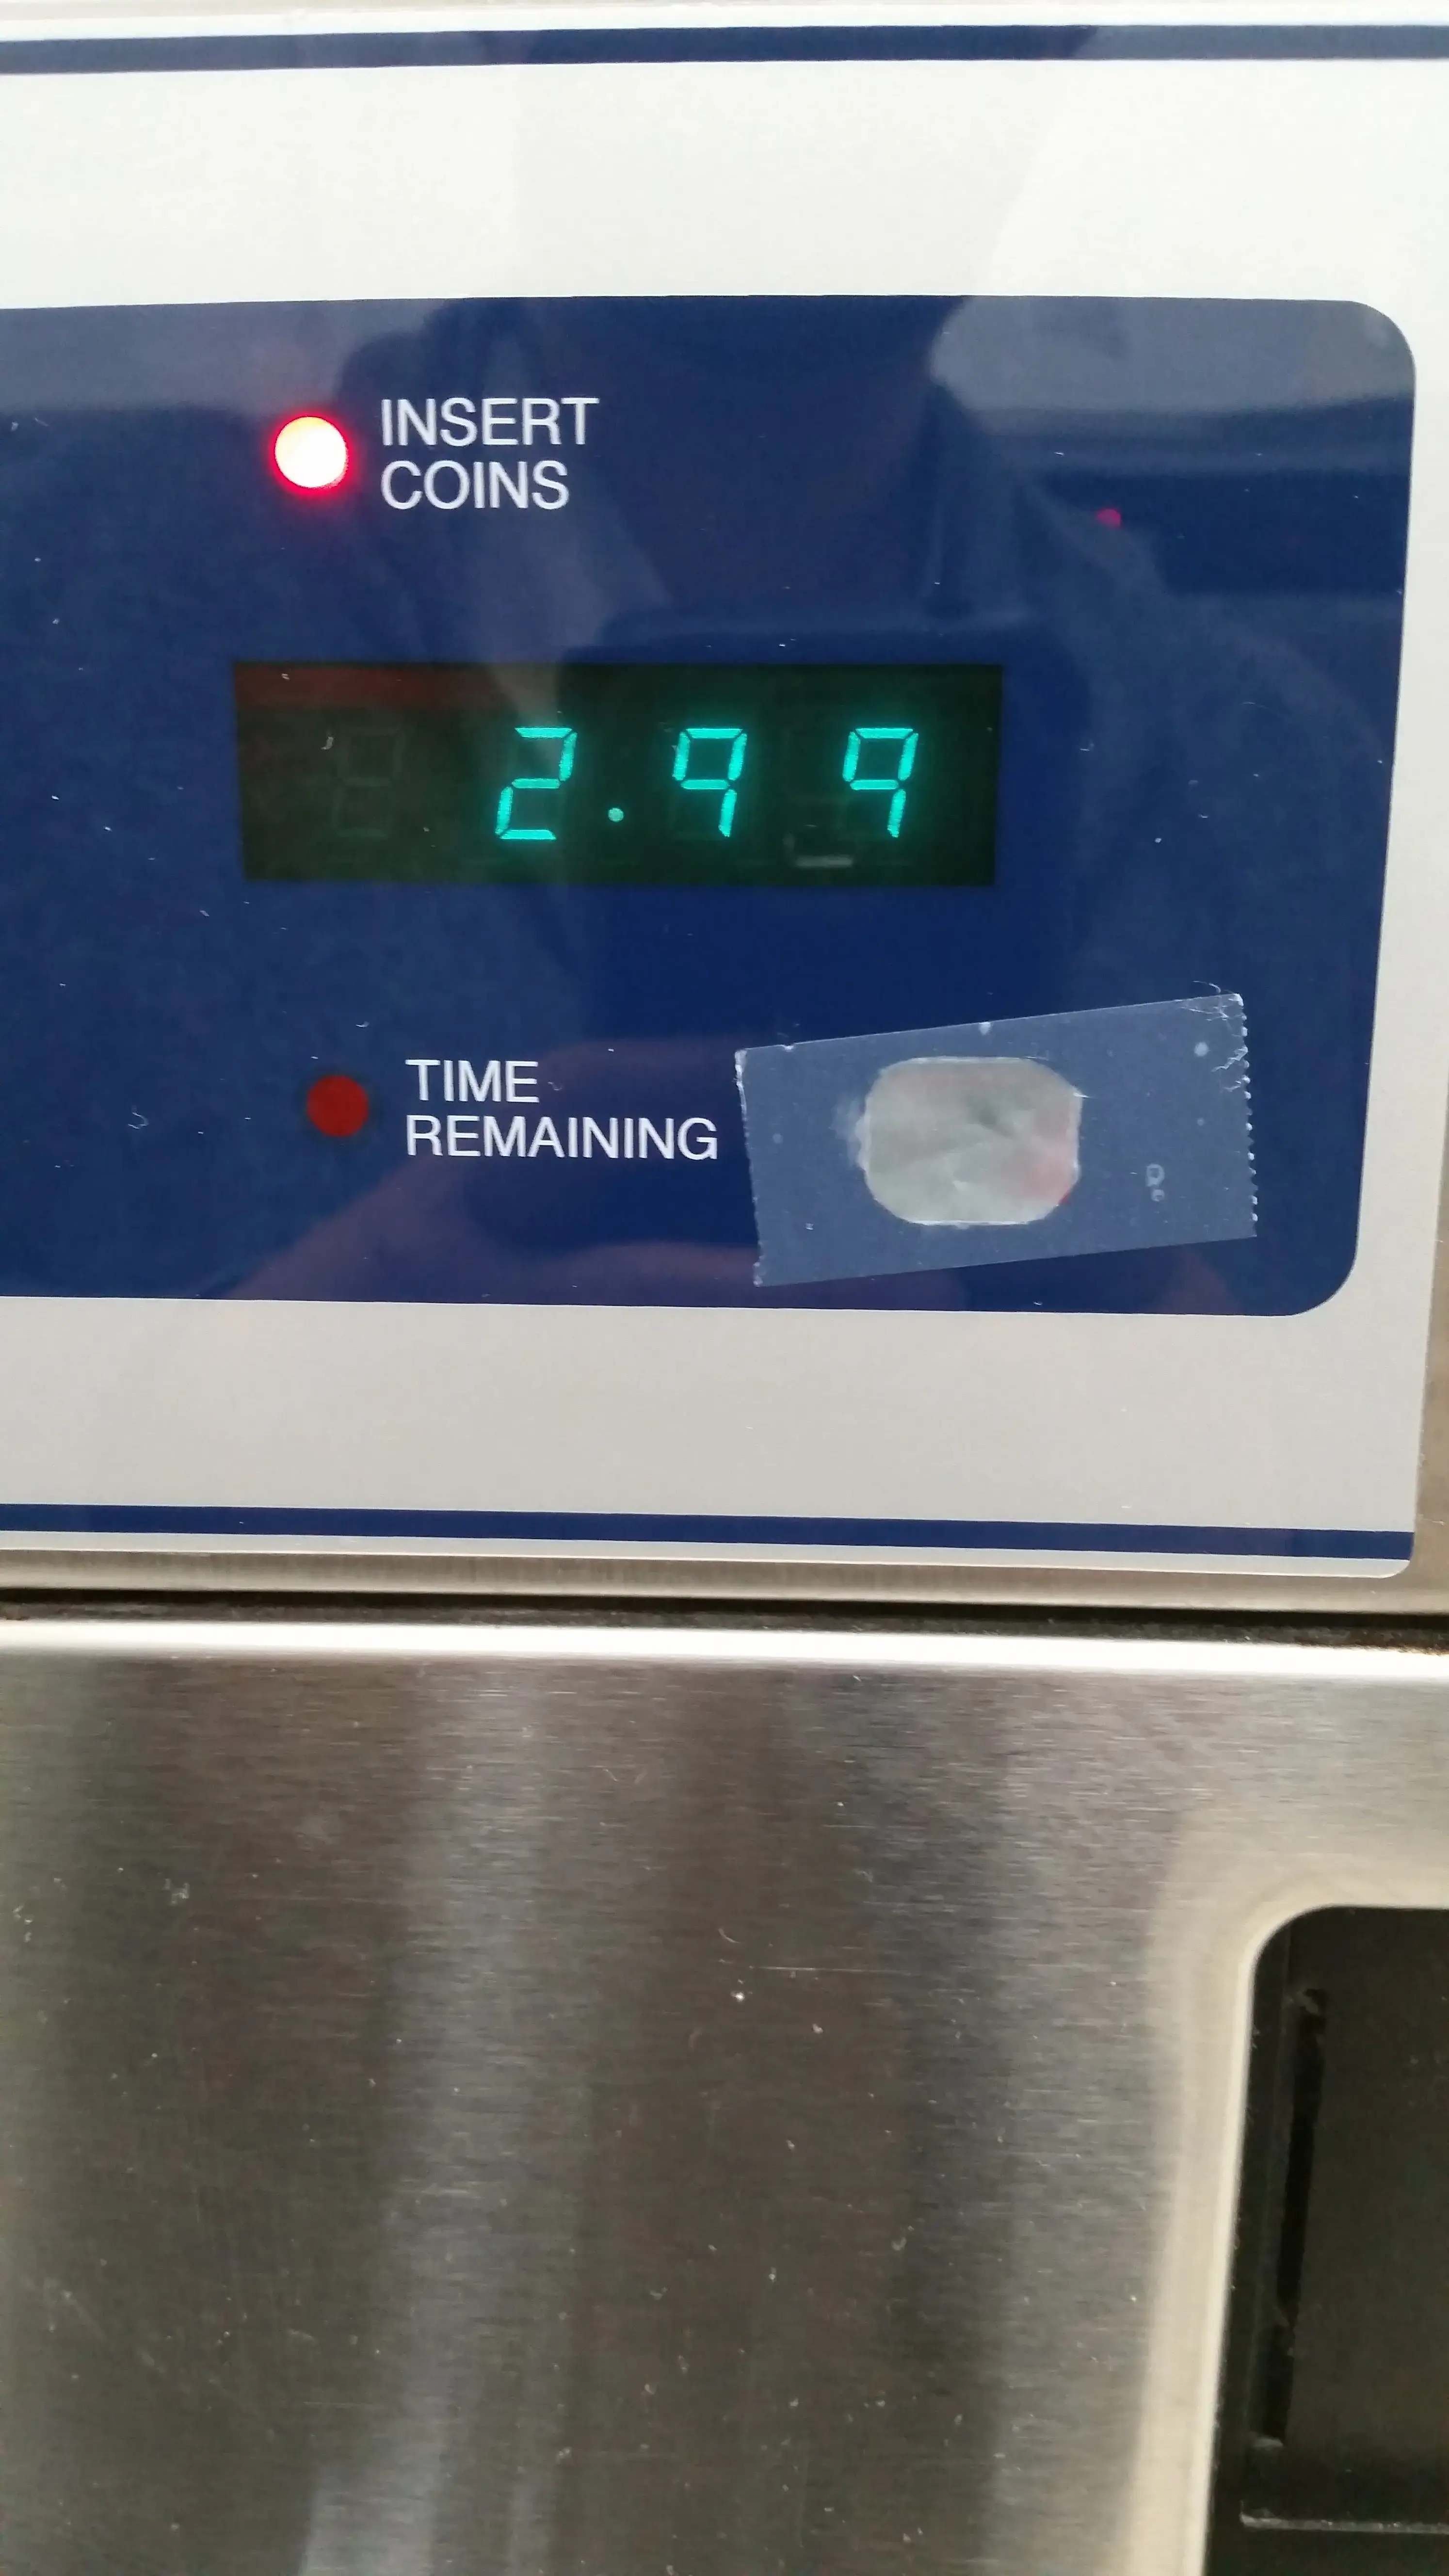 INSERT
COINS
2.99
TIME
REMAINING